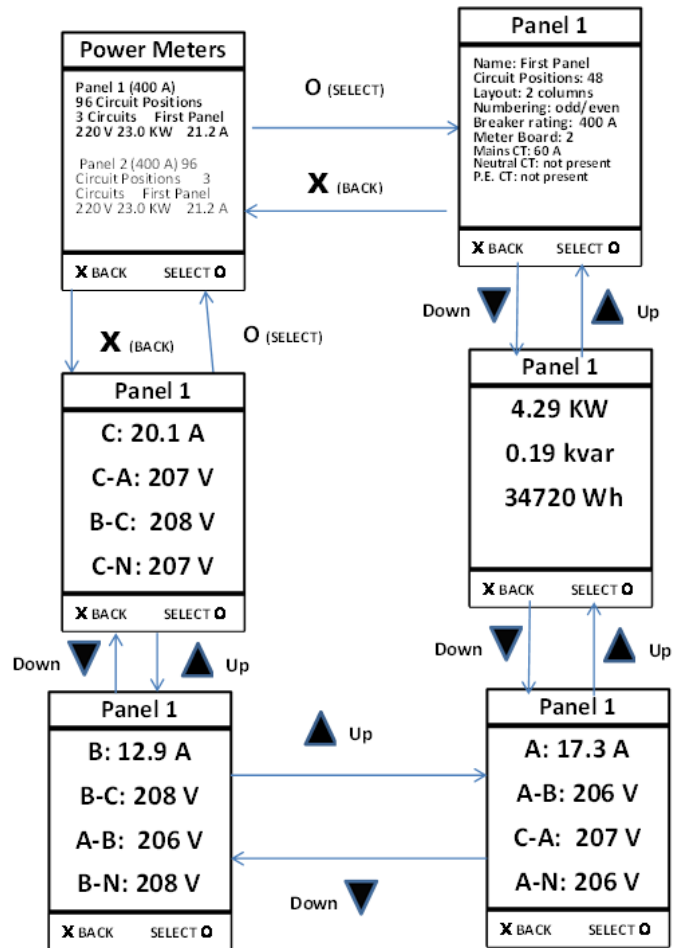 Power Meters
Panel 1 (400 A)
96 Circuit Positions
3 Circuits First Panel
220 V 23.0 KW 21.2 A
Panel 2 (400 A) 96
Circuit Positions 3
Circuits First Panel
220 V 23.0 KW 21.2 A
X BACK SELECT O
O (SELECT)
X (BACK)
Panel 1
Name: First Panel
Circuit Positions: 48
Layout: 2 columns
Numbering: odd/even
Breaker rating: 400 A
Meter Board: 2
Mains CT: 60 A
Neutral CT: not present
P.E. CT: not present
X BACK SELECT O
X (BACK)
O (SELECT)
Down
Up
Panel 1
C: 20.1 A
C-A: 207 V
B-C: 208 V
C-N: 207 V
X BACK SELECT O
Panel 1
4.29 KW
0.19 kvar
34720 Wh
X BACK SELECT O
Down
Up
Down
Up
Panel 1
B: 12.9 A
B-C: 208 V
A-B: 206 V
B-N: 208 V
X BACK SELECT O
Up
Down
Panel 1
A: 17.3 A
A-B: 206 V
C-A: 207 V
A-N: 206 V
X BACK SELECT O